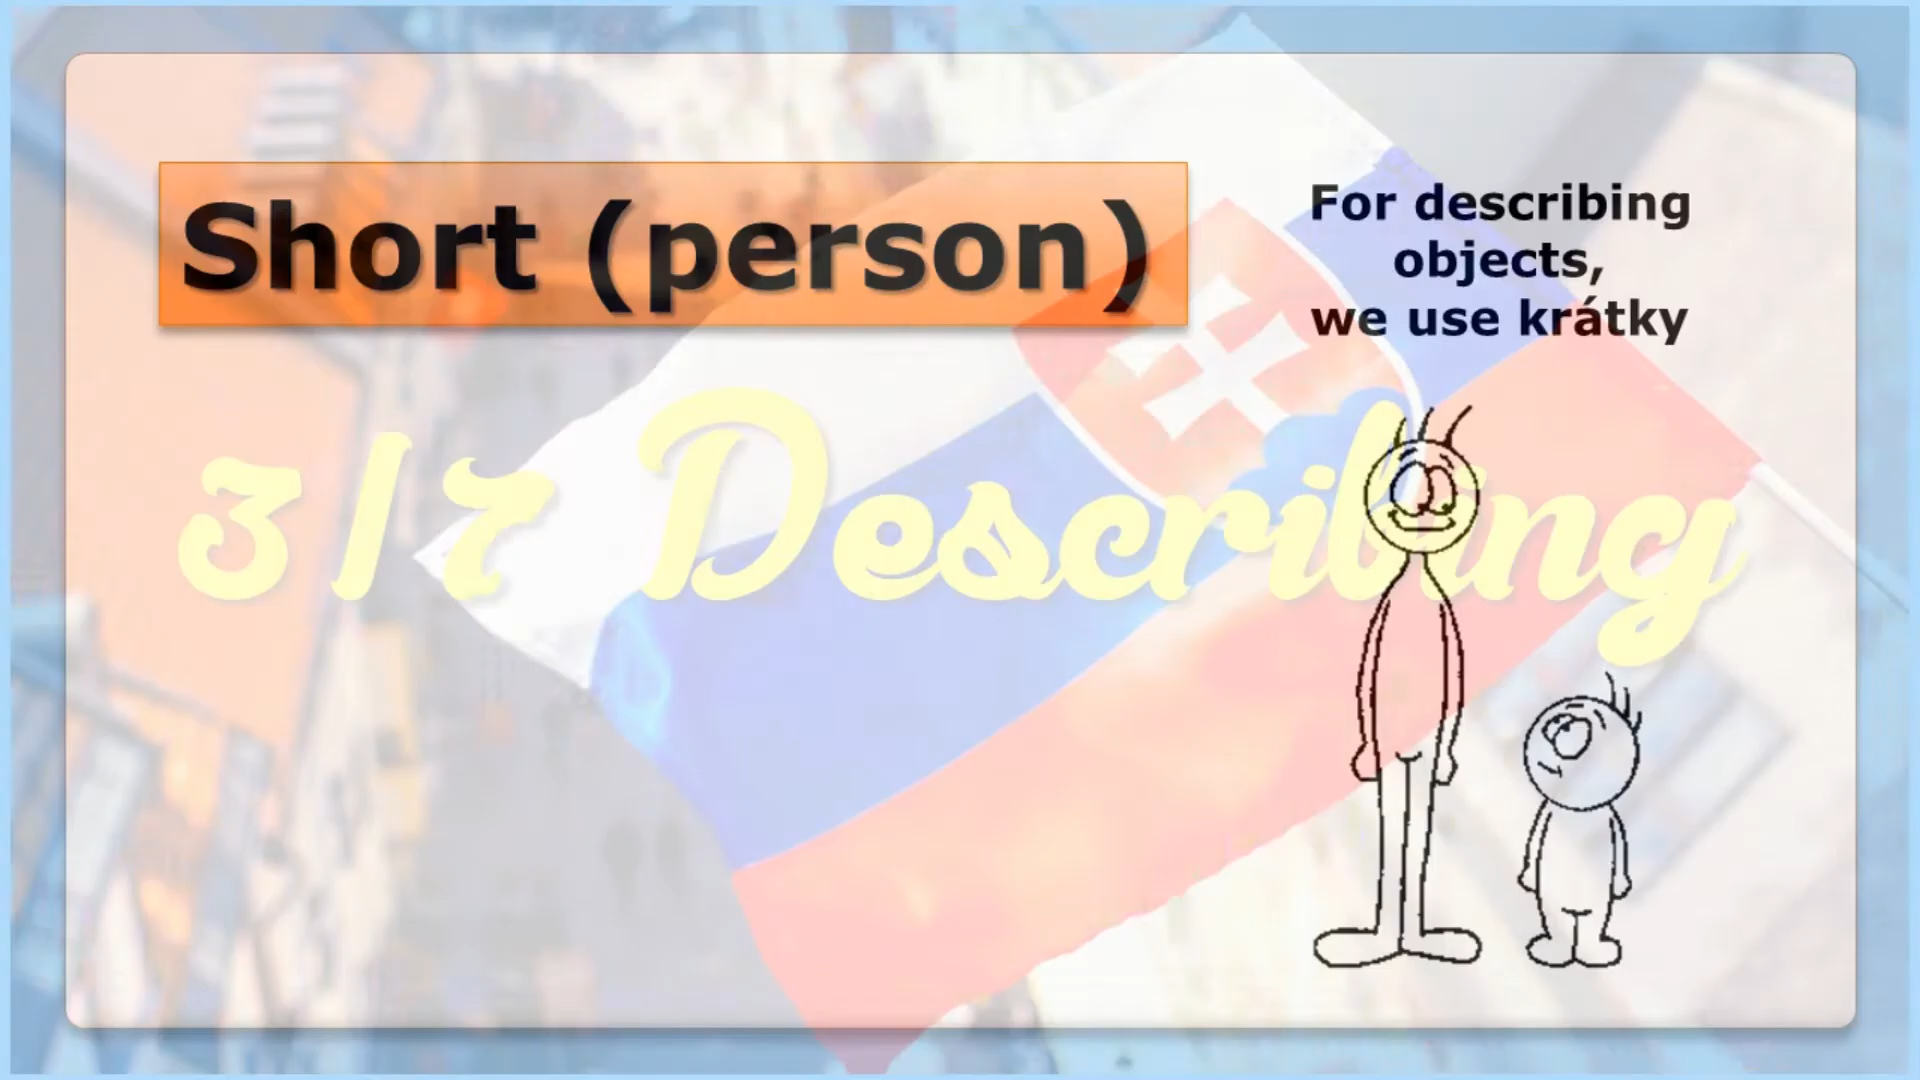 Short (person)
For describing
objects,
we use krátky
3/7 Describing